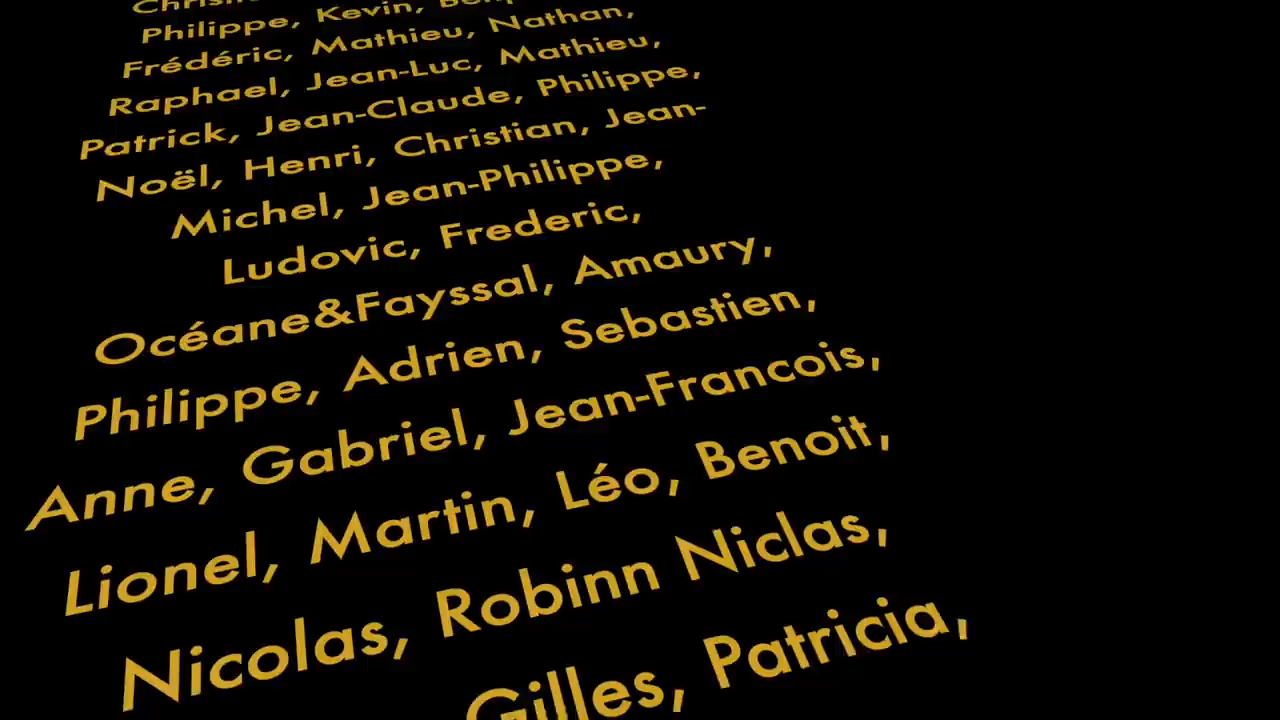 Philippe, Kevin,
Frédéric, Mathieu, Nathan,
Raphael, Jean-Luc, Mathieu,
Patrick, Jean-Claude, Philippe,
Noël, Henri, Christian, Jean-
Michel, Jean-Philippe,
Ludovic, Frederic,
Océane&Fayssal, Amaury,
Philippe, Adrien, Sebastien,
Anne, Gabriel, Jean-Francois,
Lionel, Martin, Léo, Benoit,
Nicolas, Robinn Niclas,
Gilles, Patricia,